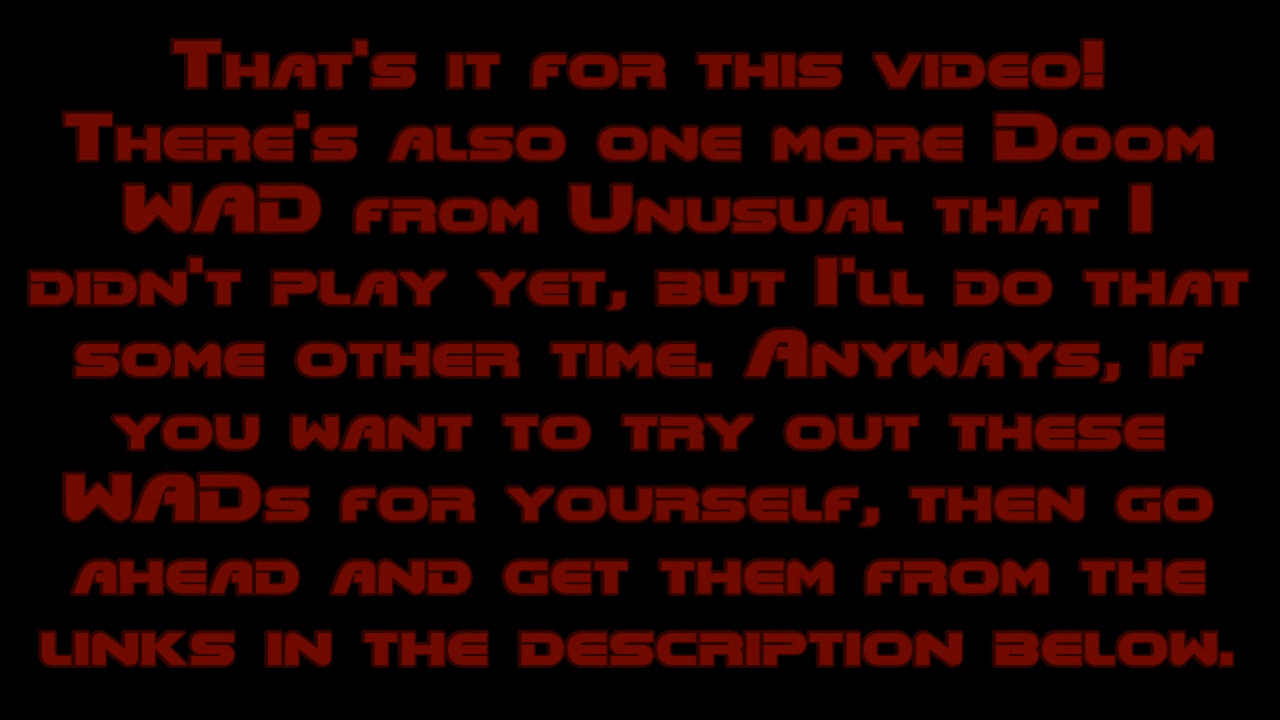 That's it for this video!
There's also one more Doom
WAD from Unusual that I
didn't play yet, but I'll do that
some other time. Anyways, if
you want to try out these
WADs for yourself, then go
ahead and get them from the
links in the description below.